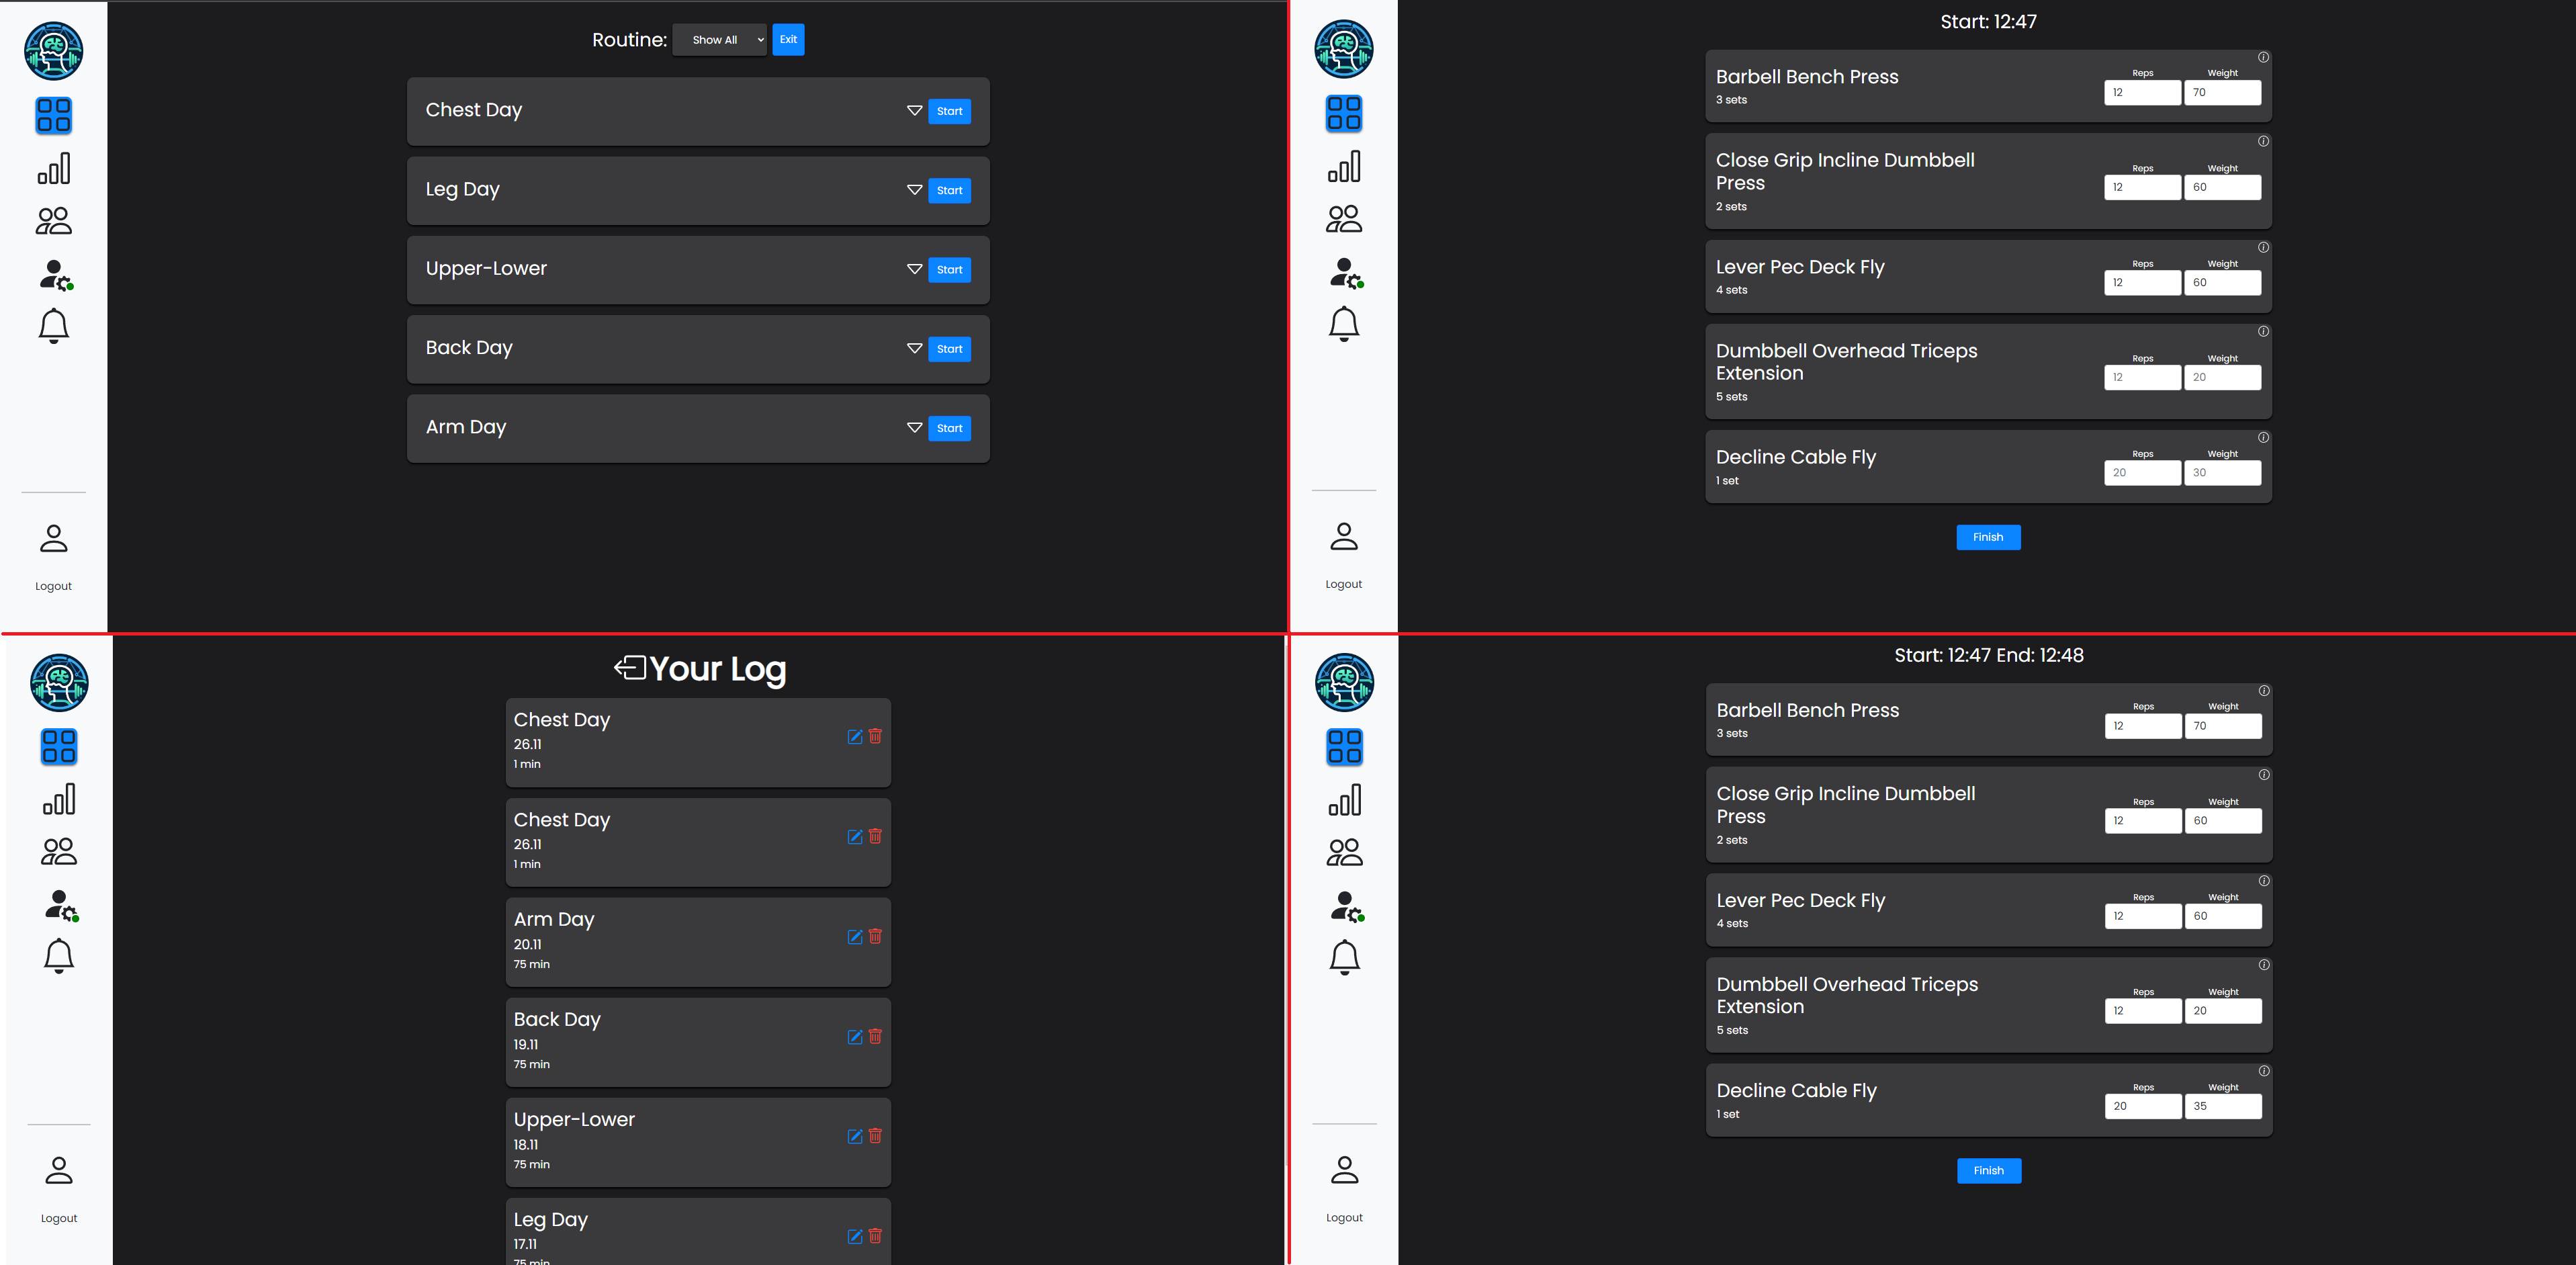 Routine: Show All Exit
Chest Day Start
Leg Day Start
Upper-Lower Start
Back Day Start
Arm Day Start
Logout
Start: 12:47
Barbell Bench Press
3 sets
Reps Weight
12 70
Close Grip Incline Dumbbell
Press
2 sets
Reps Weight
12 60
Lever Pec Deck Fly
4 sets
Reps Weight
12 60
Dumbbell Overhead Triceps
Extension
5 sets
Reps Weight
12 20
Decline Cable Fly
1 set
Reps Weight
20 30
Finish
Logout
Your Log
Chest Day
26.11
1 min
Chest Day
26.11
1 min
Arm Day
20.11
75 min
Back Day
19.11
75 min
Upper-Lower
18.11
75 min
Leg Day
17.11
75 min
Logout
Start: 12:47 End: 12:48
Barbell Bench Press
3 sets
Reps Weight
12 70
Close Grip Incline Dumbbell
Press
2 sets
Reps Weight
12 60
Lever Pec Deck Fly
4 sets
Reps Weight
12 60
Dumbbell Overhead Triceps
Extension
5 sets
Reps Weight
12 20
Decline Cable Fly
1 set
Reps Weight
20 35
Finish
Logout